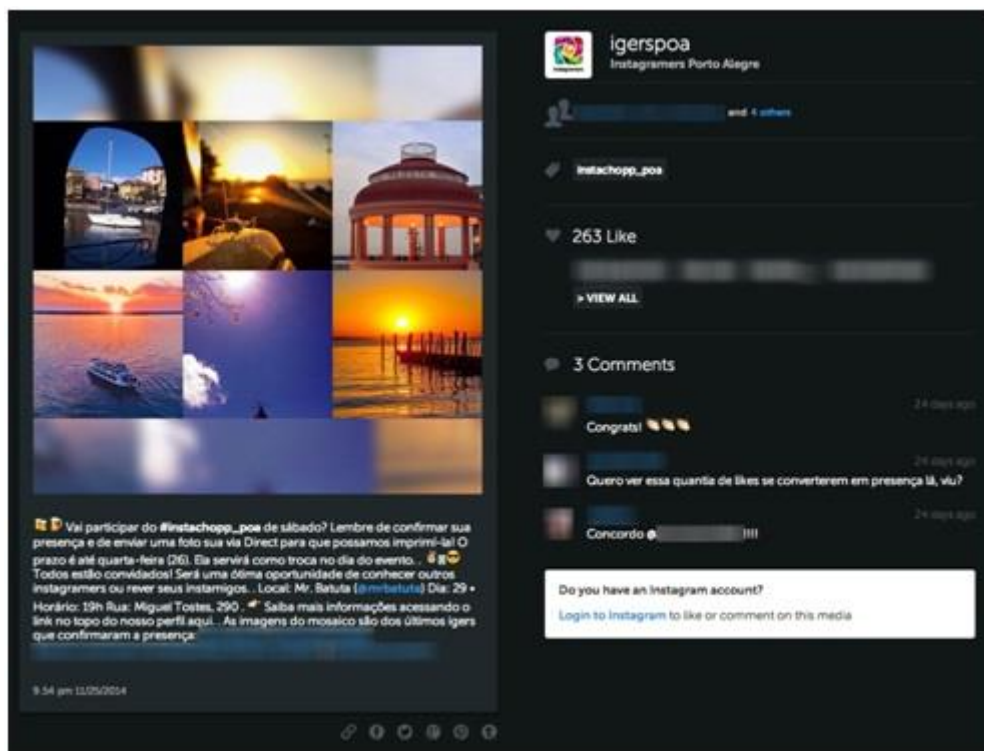 Vai participar do #instachopp_poa de sábado? Lembre de confirmar sua
presença e de enviar uma foto sua via Direct para que possamos imprimí-la! O
prazo é até quarta-feira (26). Ela servirá como troca no dia do evento. .
Todos estão convidados! Será uma ótima oportunidade de conhecer outros
instagramers ou rever seus instamigos. . Local: Mr. Batuta (@mrbatuta) Dia: 29 •
Horário: 19h Rua: Miguel Tostes, 290 . Saiba mais informações acessando o
link no topo do nosso perfil aqui. . As imagens do mosaico são dos últimos igers
que confirmaram a presença:
9:54 pm 11/25/2014
igerspoa
Instagramers Porto Alegre
and 4 others
instachopp_poa
263 Like
> VIEW ALL
3 Comments
24 days ago
Congrats!
24 days ago
Quero ver essa quantia de likes se converterem em presença lá, viu?
24 days ago
Concordo @ !!!!
Do you have an Instagram account?
Login to Instagram to like or comment on this media